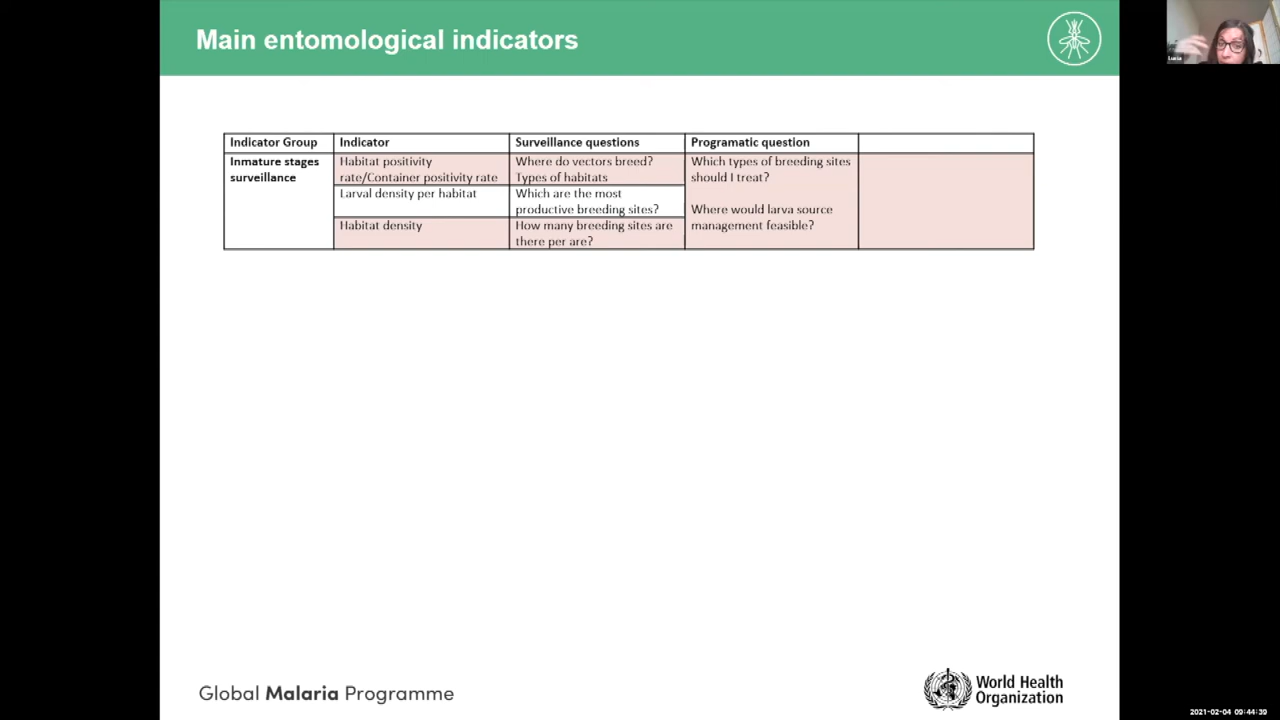 Main entomological indicators
Lucia
Indicator Group Indicator Surveillance questions Programatic question
Inmature stages surveillance
Habitat positivity
rate/Container positivity rate
Where do vectors breed?
Types of habitats
Larval density per habitat
Which are the most
productive breeding sites?
Habitat density
How many breeding sites are
there per are?
Which types of breeding sites
should I treat?
Where would larva source
management feasible?
Global Malaria Programme
World Health
Organization
2021-02-04 09:44:39